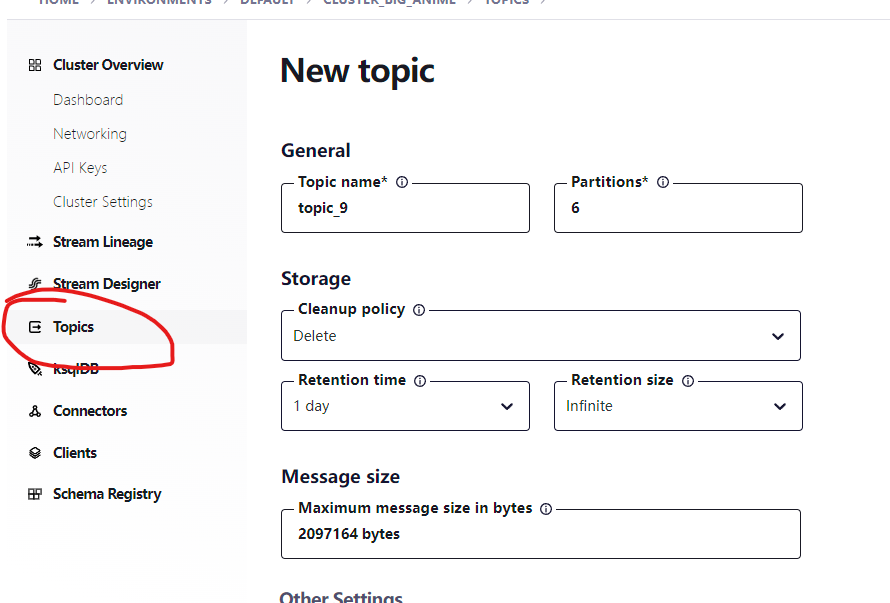 HOME > ENVIRONMENTS > DEFAULT > CLUSTER_BIG_ANIME > TOPICS >
Cluster Overview
Dashboard
Networking
API Keys
Cluster Settings
Stream Lineage
Stream Designer
Topics
ksqlDB
Connectors
Clients
Schema Registry
New topic
General
Topic name*
topic_9
Partitions*
6
Storage
Cleanup policy
Delete
Retention time
1 day
Retention size
Infinite
Message size
Maximum message size in bytes
2097164 bytes
Other Settings